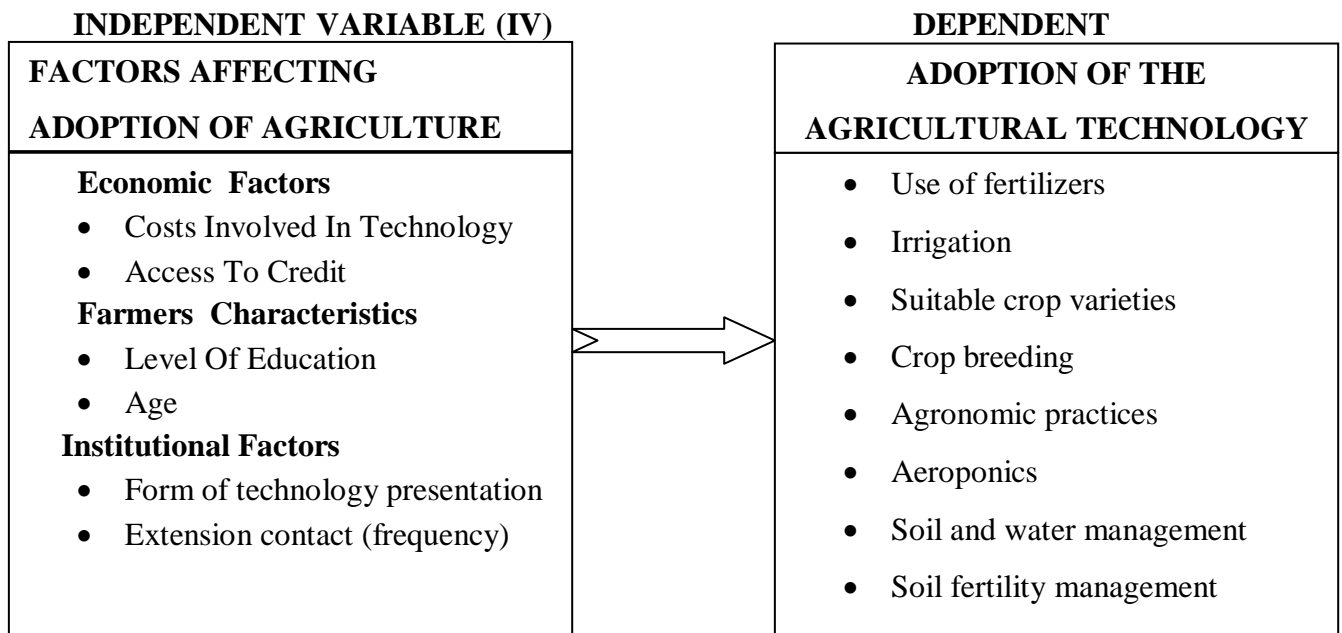 INDEPENDENT VARIABLE (IV)
FACTORS AFFECTING
ADOPTION OF AGRICULTURE
Economic Factors
• Costs Involved In Technology
• Access To Credit
Farmers Characteristics
• Level Of Education
• Age
Institutional Factors
• Form of technology presentation
• Extension contact (frequency)
DEPENDENT
ADOPTION OF THE
AGRICULTURAL TECHNOLOGY
• Use of fertilizers
• Irrigation
• Suitable crop varieties
• Crop breeding
• Agronomic practices
• Aeroponics
• Soil and water management
• Soil fertility management